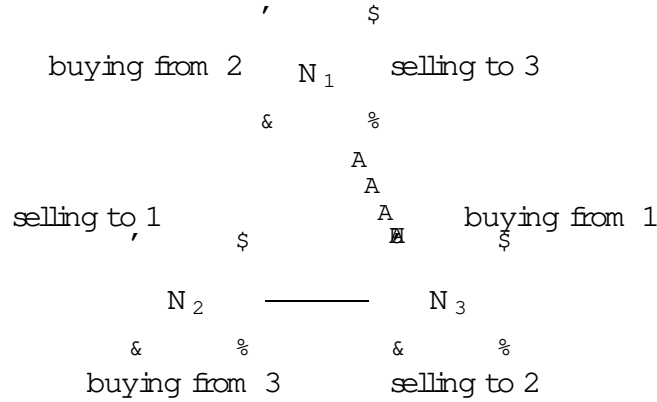 ' $
buying from 2 N1 selling to 3
& %
A
A
selling to 1 A buying from 1
' $ $
N2 N3
& % & %
buying from 3 selling to 2